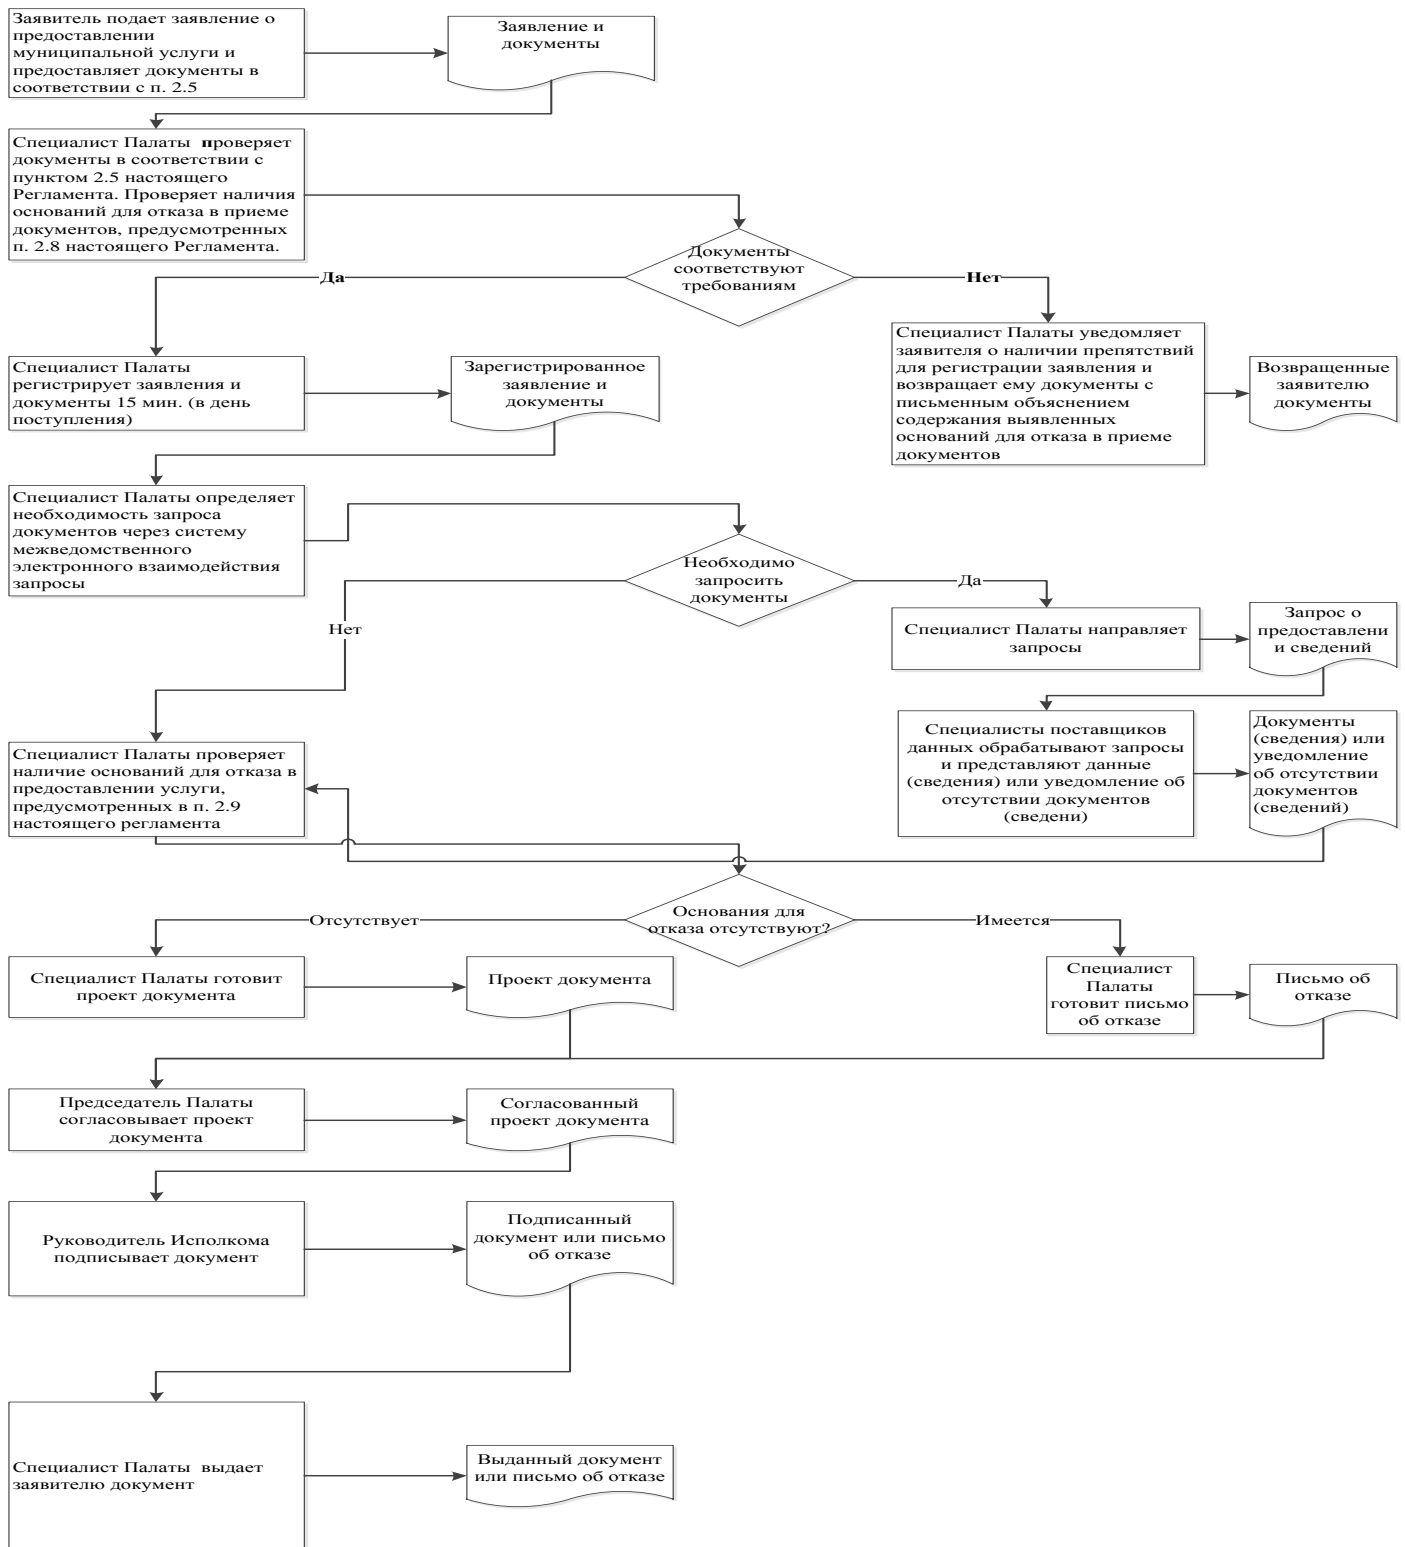 Заявитель подает заявление о
предоставлении
муниципальной услуги и
предоставляет документы в
соответствии с п. 2.5
Заявление и
документы
Специалист Палаты проверяет
документы в соответствии с
пунктом 2.5 настоящего
Регламента. Проверяет наличия
оснований для отказа в приеме
документов, предусмотренных
п. 2.8 настоящего Регламента.
Документы
соответствуют
требованиям
Да
Нет
Специалист Палаты
регистрирует заявления и
документы 15 мин. (в день
поступления)
Зарегистрированное
заявление и
документы
Специалист Палаты уведомляет
заявителя о наличии препятствий
для регистрации заявления и
возвращает ему документы с
письменным объяснением
содержания выявленных
оснований для отказа в приеме
документов
Возвращенные
заявителю
документы
Специалист Палаты определяет
необходимость запроса
документов через систему
межведомственного
электронного взаимодействия
запросы
Необходимо
запросить
документы
Да
Нет
Специалист Палаты направляет
запросы
Запрос о
предоставлени
и сведений
Специалисты поставщиков
данных обрабатывают запросы
и представляют данные
(сведения) или уведомление об
отсутствии документов
(сведени)
Документы
(сведения) или
уведомление
об отсутствии
документов
(сведений)
Специалист Палаты проверяет
наличие оснований для отказа в
предоставлении услуги,
предусмотренных в п. 2.9
настоящего регламента
Основания для
отказа отсутствуют?
Отсутствует
Имеется
Специалист Палаты готовит
проект документа
Проект документа
Специалист
Палаты
готовит письмо
об отказе
Письмо об
отказе
Председатель Палаты
согласовывает проект
документа
Согласованный
проект документа
Руководитель Исполкома
подписывает документ
Подписанный
документ или письмо
об отказе
Специалист Палаты выдает
заявителю документ
Выданный документ
или письмо об отказе